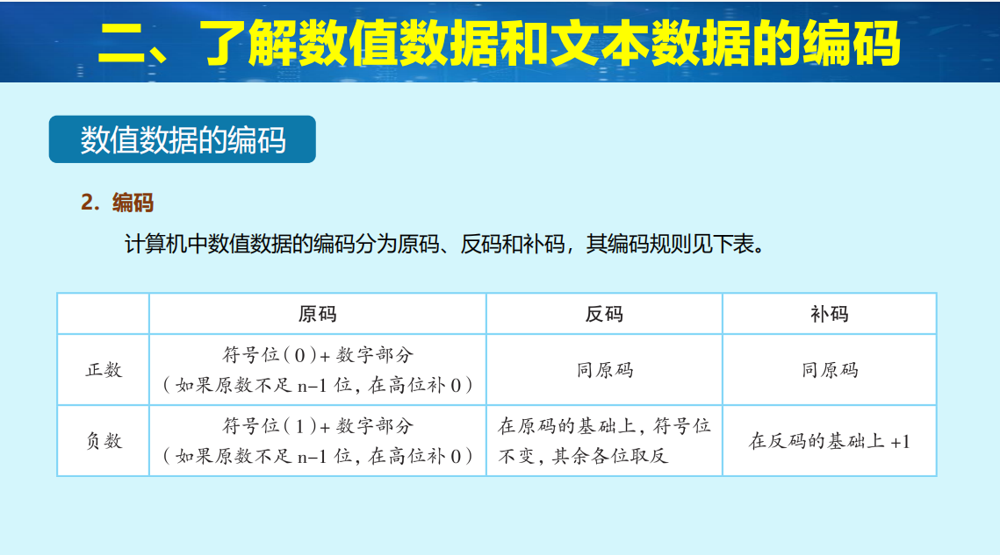 二、了解数值数据和文本数据的编码
数值数据的编码
2. 编码
计算机中数值数据的编码分为原码、反码和补码，其编码规则见下表。
原码 反码 补码
正数 符号位（0）+ 数字部分
（如果原数不足 n-1 位，在高位补 0） 同原码 同原码
负数 符号位（1）+ 数字部分
（如果原数不足 n-1 位，在高位补 0） 在原码的基础上，符号位
不变，其余各位取反 在反码的基础上 +1